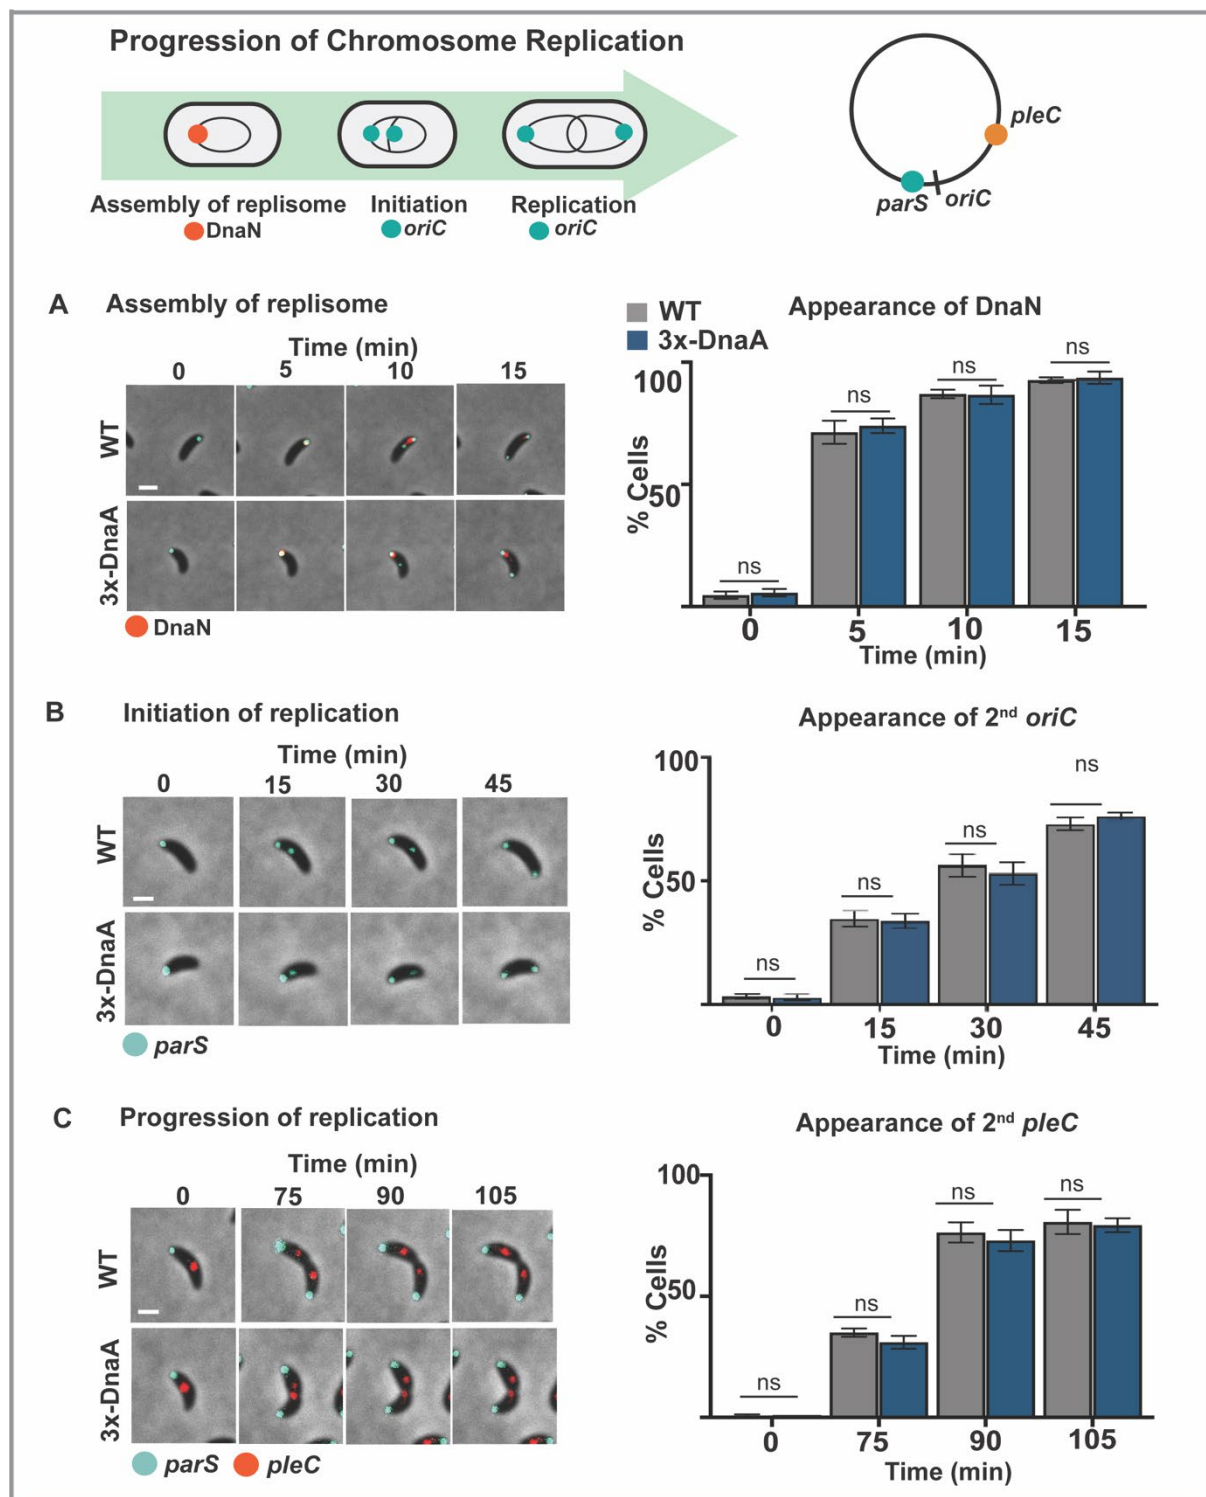 Progression of Chromosome Replication
Assembly of replisome
DnaN
Initiation
oriC
Replication
oriC
pleC
parS
oriC
A Assembly of replisome
Time (min)
0 5 10 15
WT
3x-DnaA
DnaN
WT
3x-DnaA
Appearance of DnaN
% Cells
100
50
ns
ns
ns
ns
0 5 10 15
Time (min)
B Initiation of replication
Time (min)
0 15 30 45
WT
3x-DnaA
parS
Appearance of 2nd oriC
% Cells
100
50
ns
ns
ns
ns
0 15 30 45
Time (min)
C Progression of replication
Time (min)
0 75 90 105
WT
3x-DnaA
parS pleC
Appearance of 2nd pleC
% Cells
100
50
ns
ns
ns
ns
0 75 90 105
Time (min)